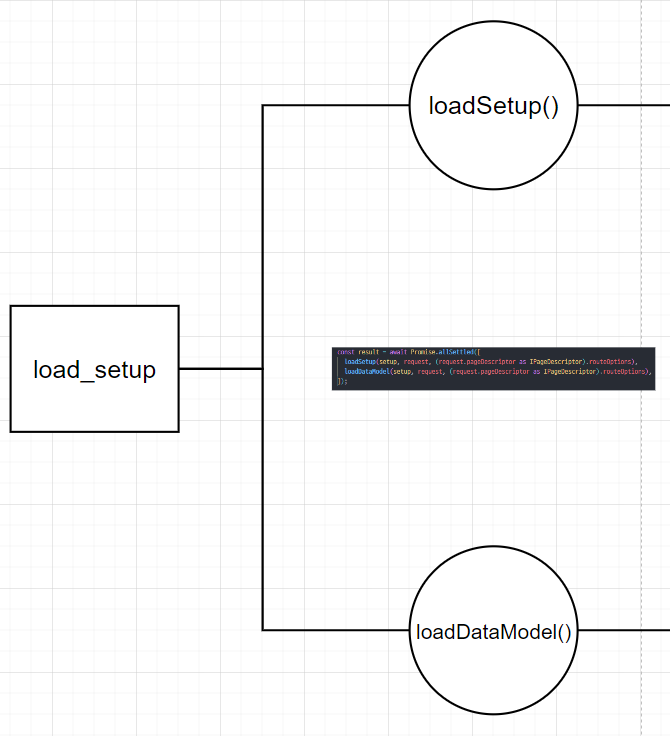 loadSetup()
load_setup
const result = await Promise.allSettled([
loadSetup(setup, request, (request.pageDescriptor as IPageDescriptor).routeOptions),
loadDataModel(setup, request, (request.pageDescriptor as IPageDescriptor).routeOptions),
]);
loadDataModel()